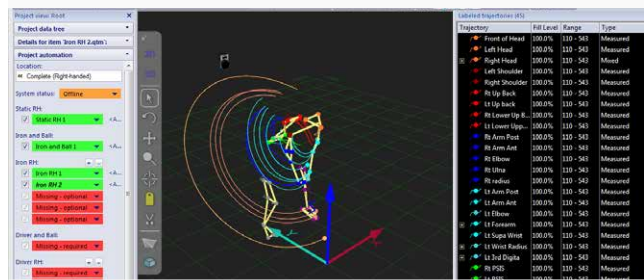 Project view: Root
Project data tree
Details for item 'Iron RH 2.qtm'
Project automation
Location:
Complete (Right-handed)
System status: Offline
Static RH:
Static RH 1
Iron and Ball:
Iron and Ball 1
Iron RH:
Iron RH 1
Iron RH 2
Missing - optional
Missing - optional
Missing - optional
Driver and Ball:
Missing - required
Driver RH:
Missing - required
Labeled trajectories (45)
Trajectory Fill Level Range Type
Front of Head 100.0% 110 - 543 Measured
Left Head 100.0% 110 - 543 Measured
Right Head 100.0% 110 - 543 Mixed
Left Shoulder 100.0% 110 - 543 Measured
Right Shoulder 100.0% 110 - 543 Measured
Rt Up Back 100.0% 110 - 543 Measured
Lt Up back 100.0% 110 - 543 Measured
Rt Lower Up B... 100.0% 110 - 543 Measured
Lt Lower Upp... 100.0% 110 - 543 Measured
Rt Arm Post 100.0% 110 - 543 Measured
Rt Arm Ant 100.0% 110 - 543 Measured
Rt Elbow 100.0% 110 - 543 Measured
Rt Ulna 100.0% 110 - 543 Measured
Rt radius 100.0% 110 - 543 Measured
Lt Arm Post 100.0% 110 - 543 Measured
Lt Arm Ant 100.0% 110 - 543 Measured
Lt Elbow 100.0% 110 - 543 Measured
Lt Forearm 100.0% 110 - 543 Measured
Lt Supa Wrist 100.0% 110 - 543 Measured
Lt Wrist Radius 100.0% 110 - 543 Measured
Lt 3rd Digita 100.0% 110 - 543 Measured
Rt PSIS 100.0% 110 - 543 Measured
Lt PSIS 100.0% 110 - 543 Measured